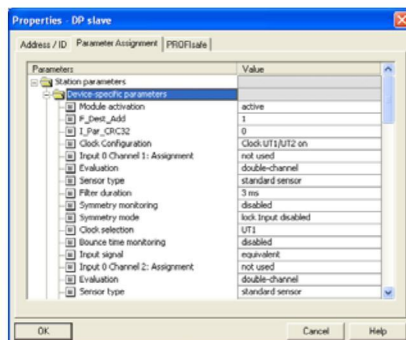 Properties - DP slave
Address / ID Parameter Assignment PROFIsafe
Parameters Value
Station parameters
Device-specific parameters
Module activation active
F_Dest_Add 1
I_Par_CRC32 0
Clock Configuration Clock UT1/UT2 on
Input 0 Channel 1: Assignment not used
Evaluation double-channel
Sensor type standard sensor
Filter duration 3 ms
Symmetry monitoring disabled
Symmetry mode lock Input disabled
Clock selection UT1
Bounce time monitoring disabled
Input signal equivalent
Input 0 Channel 2: Assignment not used
Evaluation double-channel
Sensor type standard sensor
OK Cancel Help